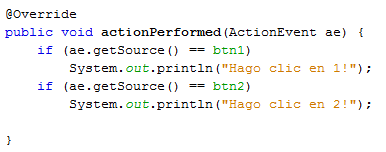 @Override
public void actionPerformed(ActionEvent ae) {
    if (ae.getSource() == btn1)
        System.out.println("Hago clic en 1!");
    if (ae.getSource() == btn2)
        System.out.println("Hago clic en 2!");

}